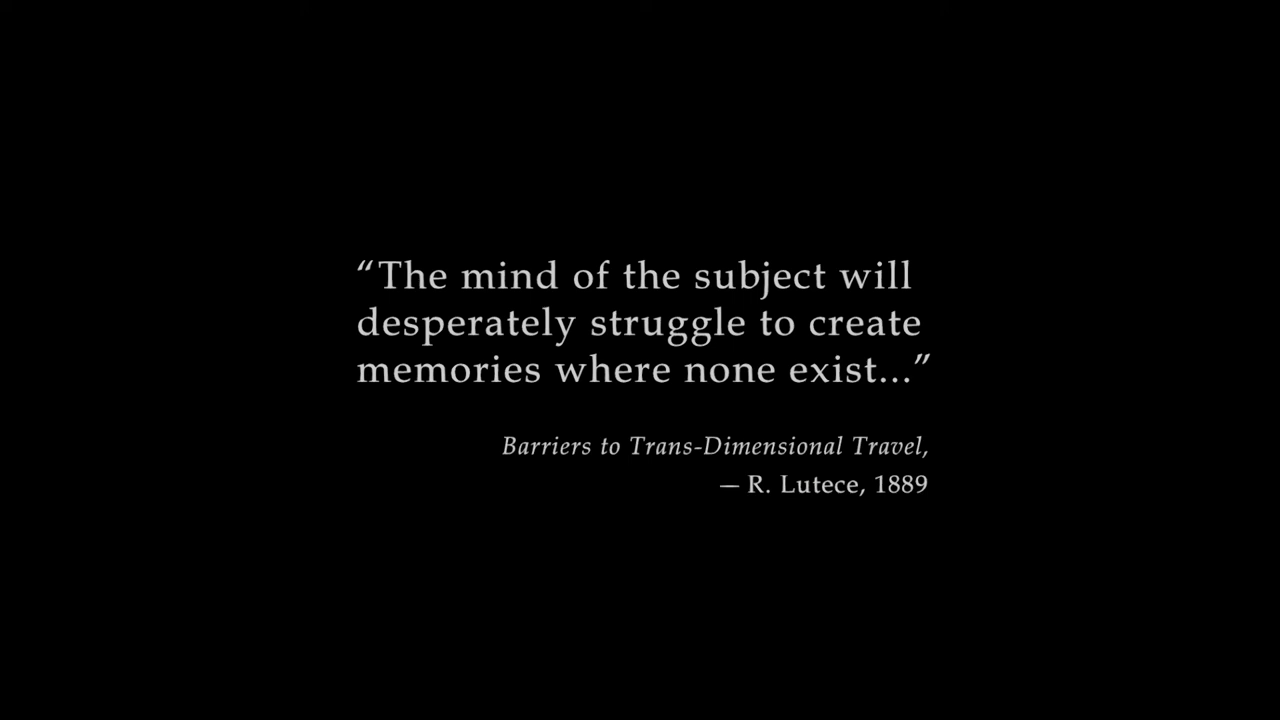 “The mind of the subject will
desperately struggle to create
memories where none exist...”
Barriers to Trans-Dimensional Travel,
— R. Lutece, 1889